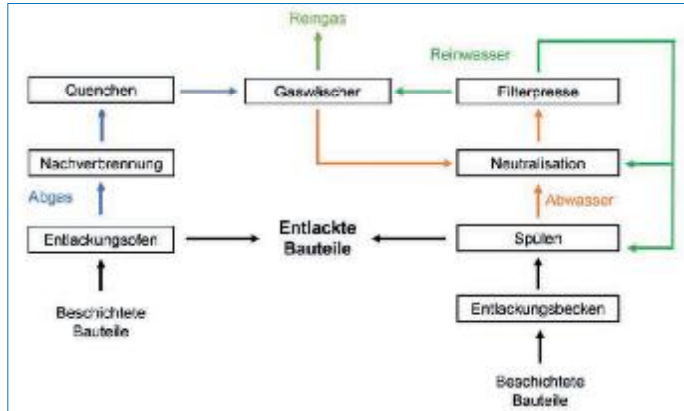 Reingas
Reinwasser
Quenchen
Gaswäscher
Filterpresse
Nachverbrennung
Neutralisation
Abgas
Abwasser
Entlackungsofen
Entlackte
Bauteile
Spülen
Beschichtete
Bauteile
Entlackungsbecken
Beschichtete
Bauteile